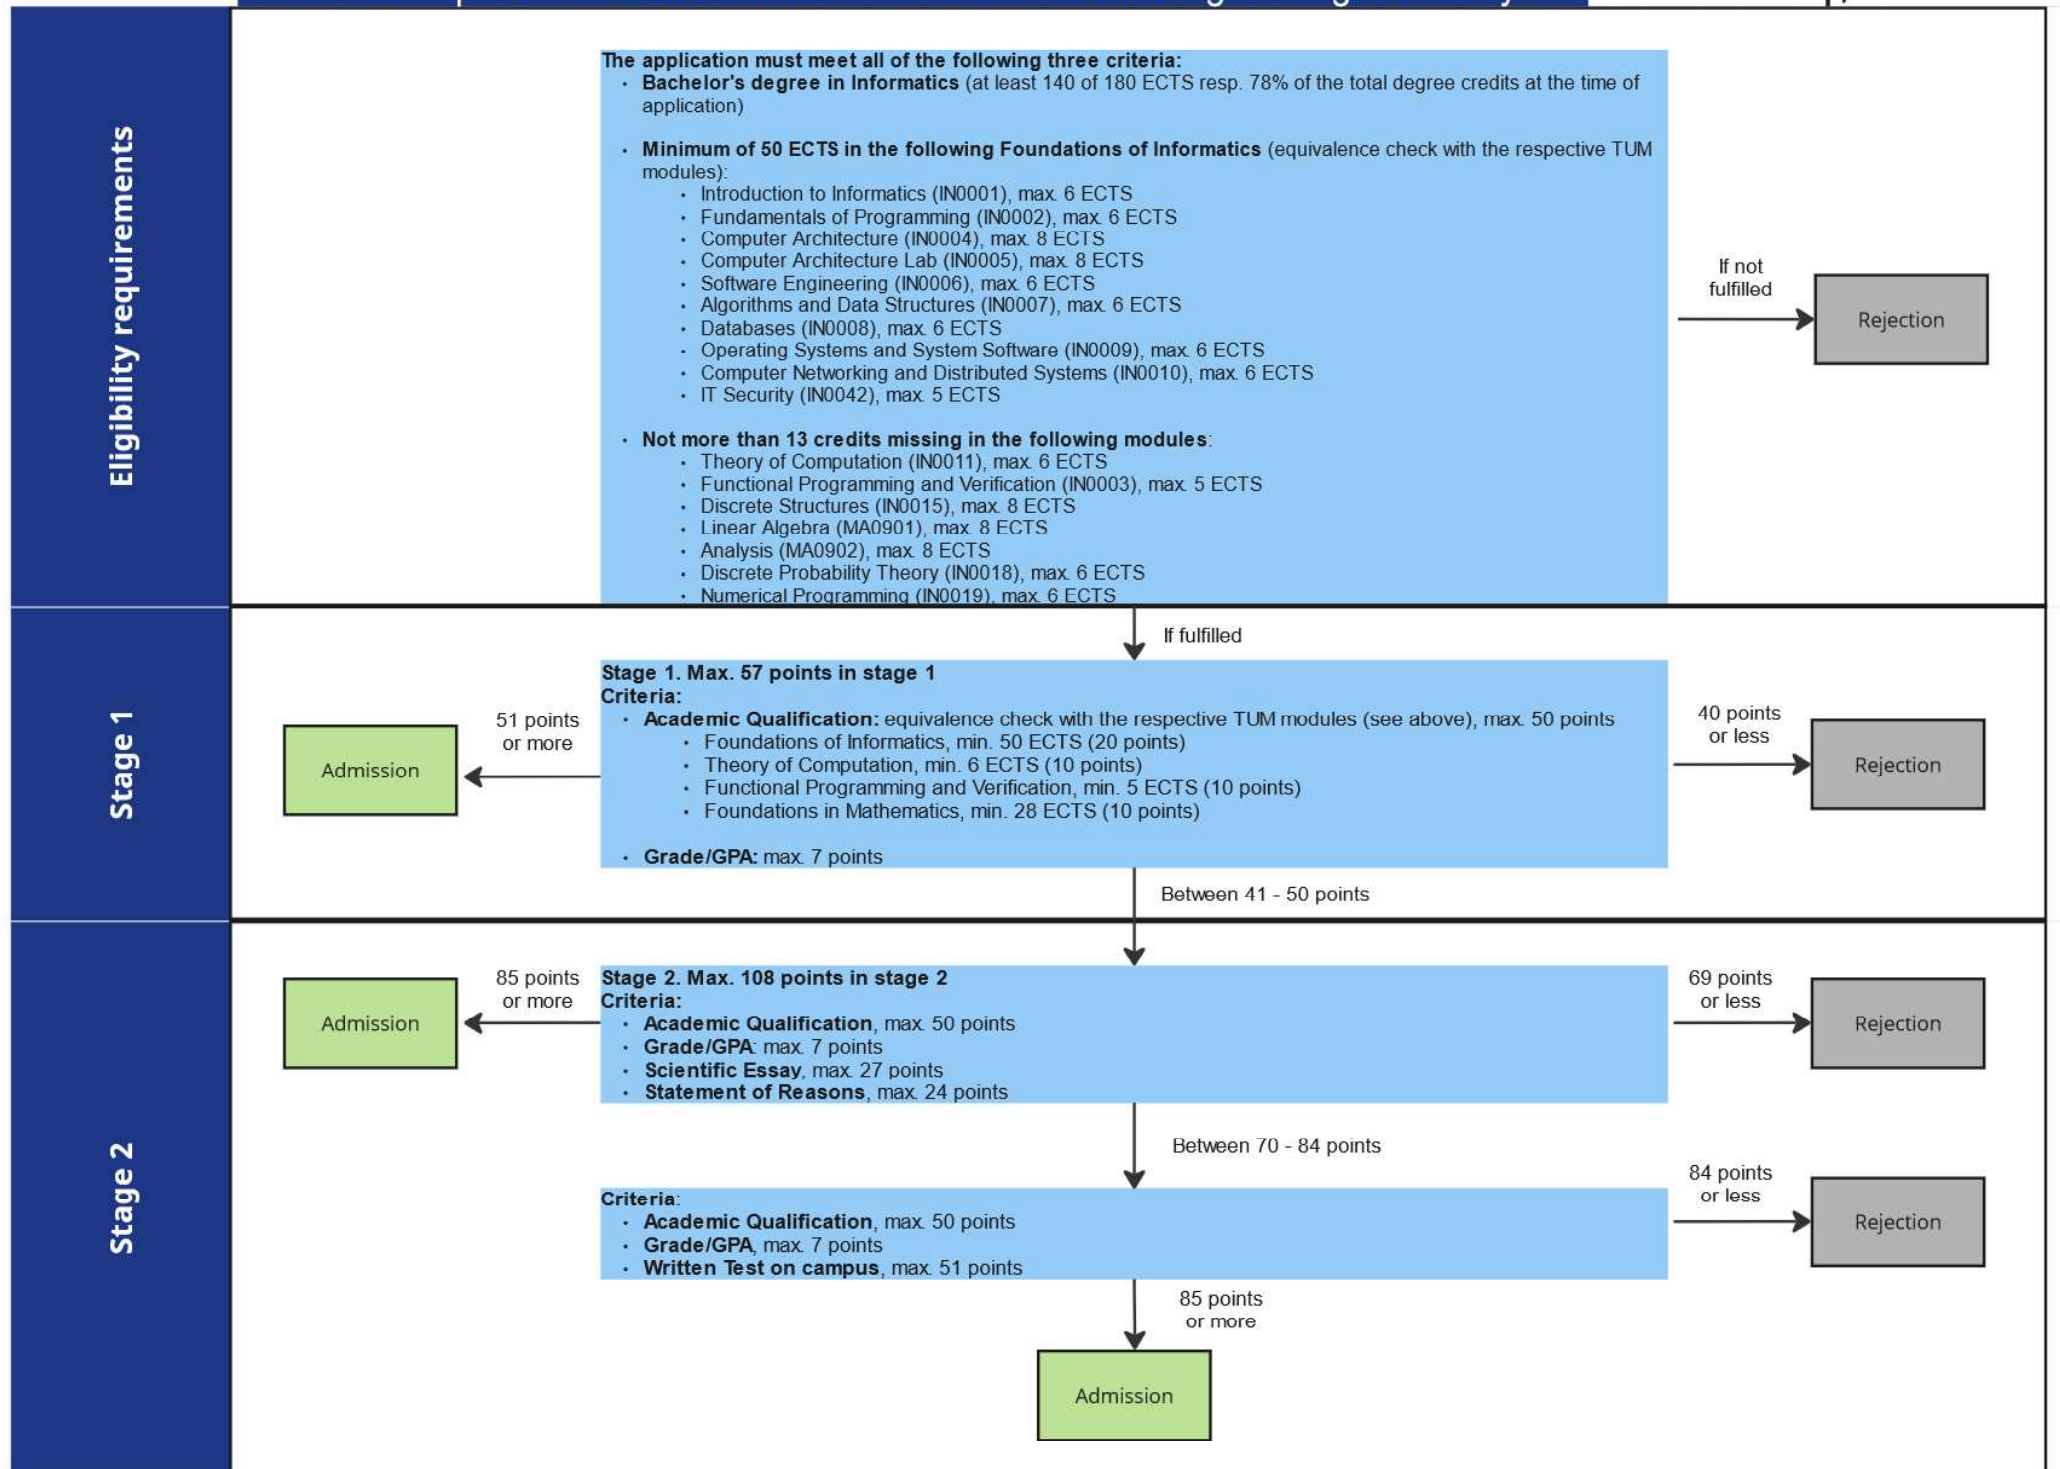 Eligibility requirements
The application must meet all of the following three criteria:
• Bachelor's degree in Informatics (at least 140 of 180 ECTS resp. 78% of the total degree credits at the time of
application)
• Minimum of 50 ECTS in the following Foundations of Informatics (equivalence check with the respective TUM
modules):
• Introduction to Informatics (IN0001), max. 6 ECTS
• Fundamentals of Programming (IN0002), max. 6 ECTS
• Computer Architecture (IN0004), max. 8 ECTS
• Computer Architecture Lab (IN0005), max. 8 ECTS
• Software Engineering (IN0006), max. 6 ECTS
• Algorithms and Data Structures (IN0007), max. 6 ECTS
• Databases (IN0008), max. 6 ECTS
• Operating Systems and System Software (IN0009), max. 6 ECTS
• Computer Networking and Distributed Systems (IN0010), max. 6 ECTS
• IT Security (IN0042), max. 5 ECTS
• Not more than 13 credits missing in the following modules:
• Theory of Computation (IN0011), max. 6 ECTS
• Functional Programming and Verification (IN0003), max. 5 ECTS
• Discrete Structures (IN0015), max. 8 ECTS
• Linear Algebra (MA0901), max. 8 ECTS
• Analysis (MA0902), max. 8 ECTS
• Discrete Probability Theory (IN0018), max. 6 ECTS
• Numerical Programming (IN0019), max. 6 ECTS
If not
fulfilled
Rejection
If fulfilled
Stage 1
Stage 1. Max. 57 points in stage 1
Criteria:
• Academic Qualification: equivalence check with the respective TUM modules (see above), max. 50 points
• Foundations of Informatics, min. 50 ECTS (20 points)
• Theory of Computation, min. 6 ECTS (10 points)
• Functional Programming and Verification, min. 5 ECTS (10 points)
• Foundations in Mathematics, min. 28 ECTS (10 points)
• Grade/GPA: max. 7 points
51 points
or more
Admission
40 points
or less
Rejection
Between 41 - 50 points
Stage 2
Stage 2. Max. 108 points in stage 2
Criteria:
• Academic Qualification, max. 50 points
• Grade/GPA: max. 7 points
• Scientific Essay, max. 27 points
• Statement of Reasons, max. 24 points
85 points
or more
Admission
69 points
or less
Rejection
Between 70 - 84 points
Criteria:
• Academic Qualification, max. 50 points
• Grade/GPA, max. 7 points
• Written Test on campus, max. 51 points
84 points
or less
Rejection
85 points
or more
Admission